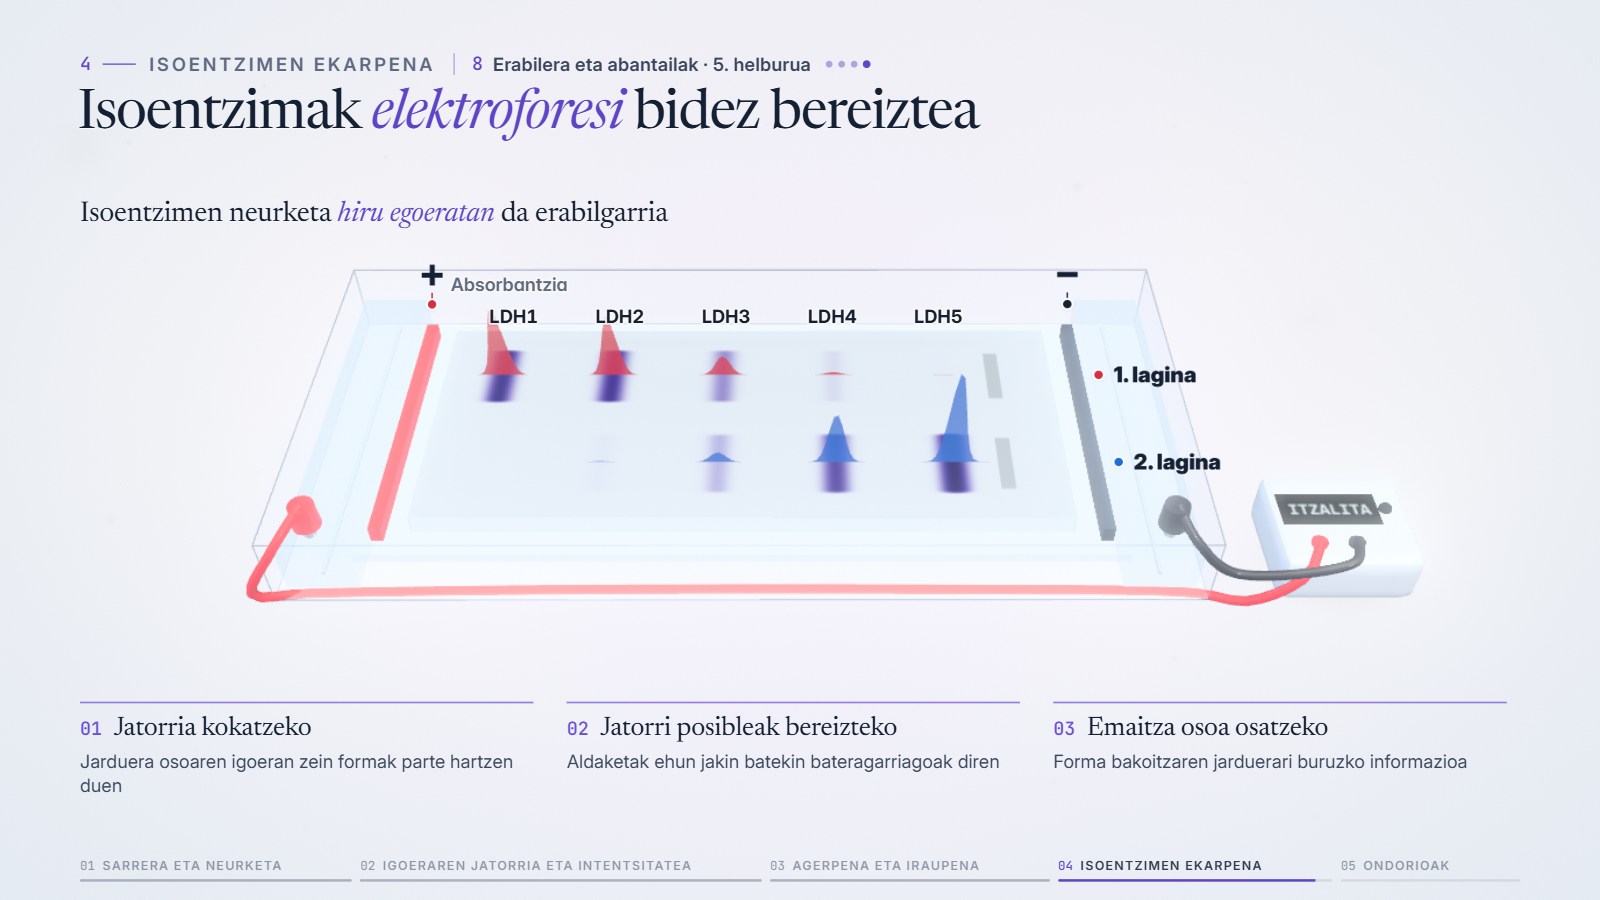 4 — ISOENTZIMEN EKARPENA | 8 Erabilera eta abantailak · 5. helburua
Isoentzimak elektroforesi bidez bereiztea
Isoentzimen neurketa hiru egoeratan da erabilgarria
+ −
Absorbantzia
LDH1 LDH2 LDH3 LDH4 LDH5
1. lagina
2. lagina
ITZALITA
01 Jatorria kokatzeko
Jarduera osoaren igoeran zein formak parte hartzen
duen
02 Jatorri posibleak bereizteko
Aldaketak ehun jakin batekin bateragarriagoak diren
03 Emaitza osoa osatzeko
Forma bakoitzaren jarduerari buruzko informazioa
01 SARRERA ETA NEURKETA 02 IGOERAREN JATORRIA ETA INTENTSITATEA 03 AGERPENA ETA IRAUPENA 04 ISOENTZIMEN EKARPENA 05 ONDORIOAK